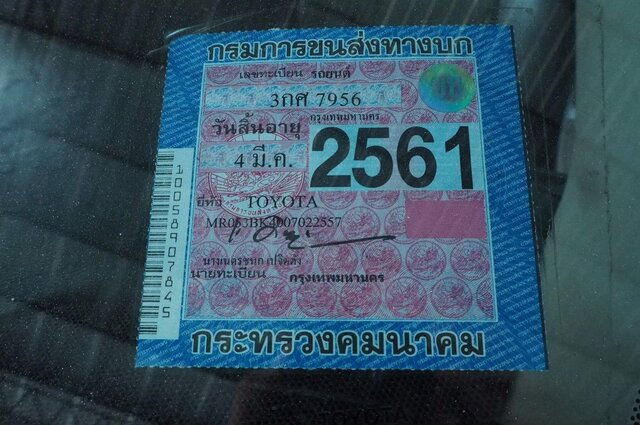 กรมการขนส่งทางบก
เลขทะเบียน รถยนต์
3กศ 7956
กรุงเทพมหานคร
วันสิ้นอายุ
4 มี.ค. 2561
ยี่ห้อ TOYOTA
MR053BK4007022557
นายทะเบียน กรุงเทพมหานคร
กระทรวงคมนาคม
10058907845